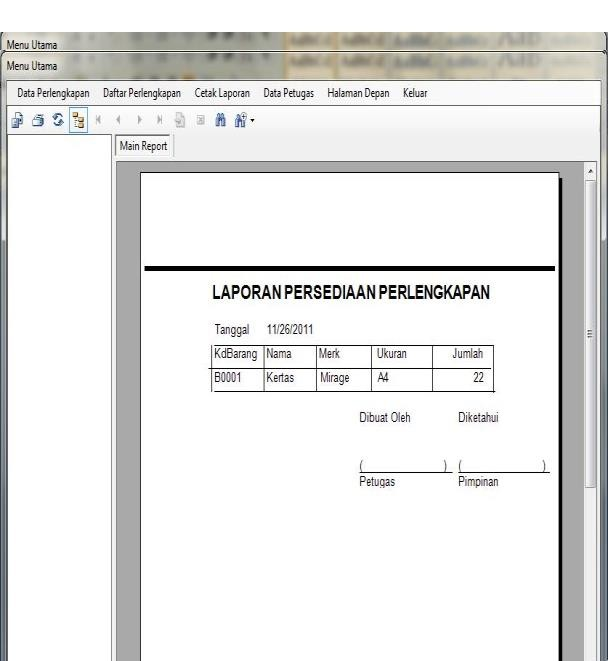 Menu Utama
Menu Utama
Data Perlengkapan Daftar Perlengkapan Cetak Laporan Data Petugas Halaman Depan Keluar
Main Report
LAPORAN PERSEDIAAN PERLENGKAPAN
Tanggal 11/26/2011
KdBarang Nama Merk Ukuran Jumlah
B0001 Kertas Mirage A4 22
Dibuat Oleh Diketahui
( ) ( )
Petugas Pimpinan